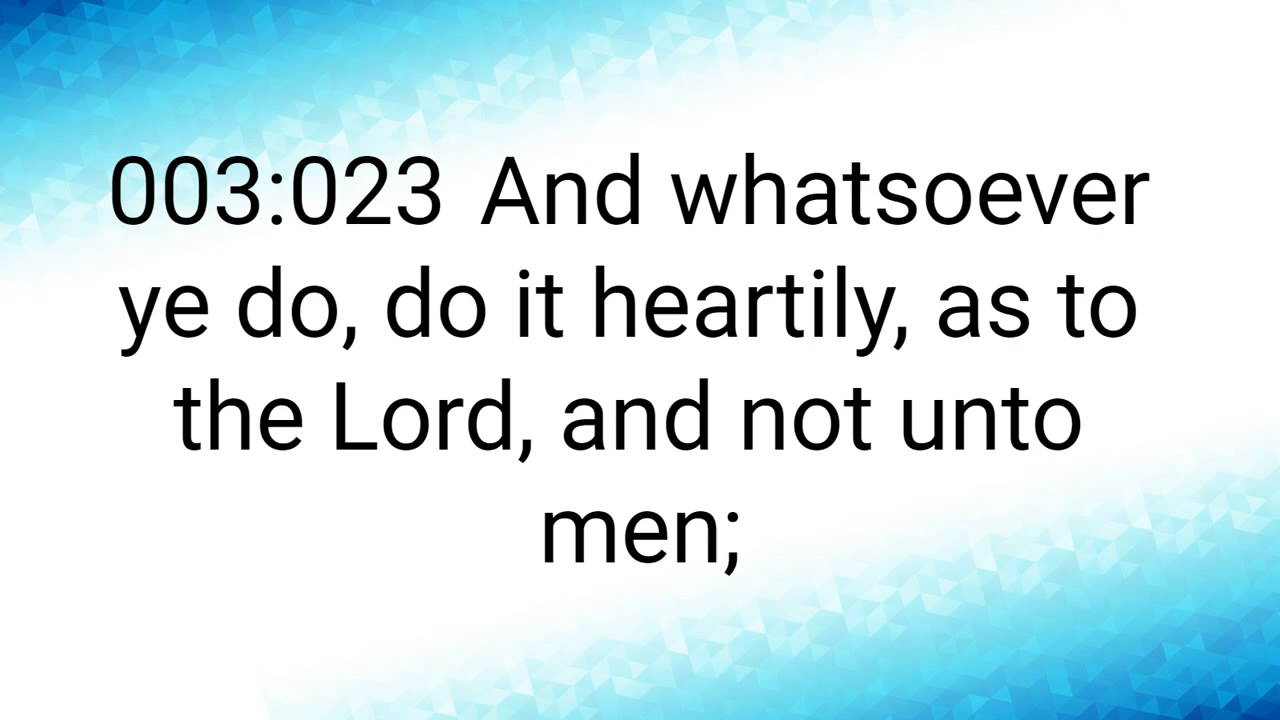 003:023 And whatsoever
ye do, do it heartily, as to
the Lord, and not unto
men;